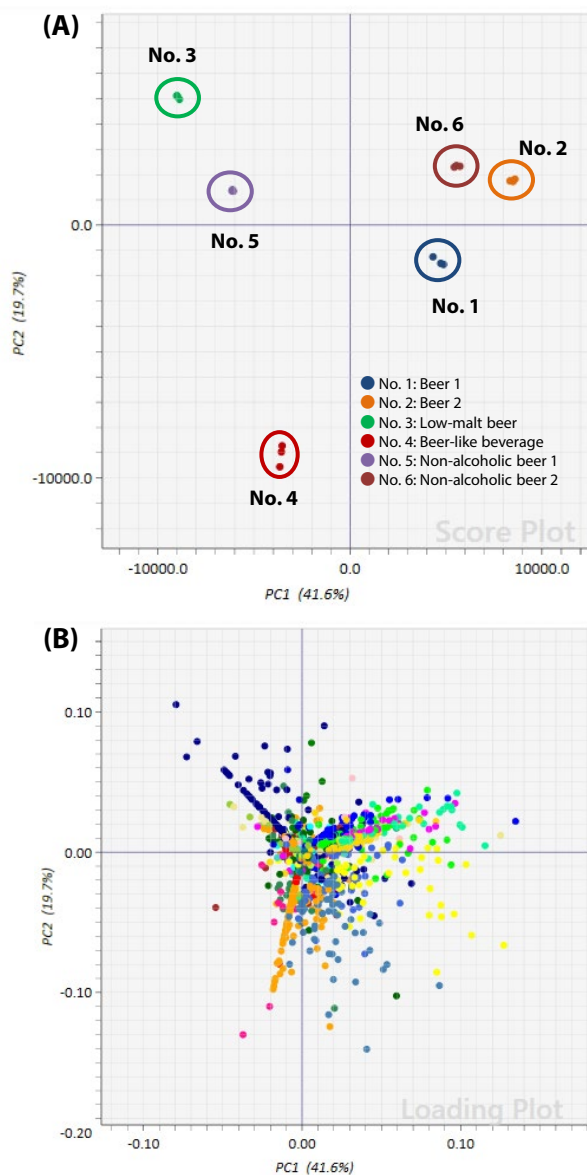 (A)
No. 3
No. 6
No. 2
0.0
No. 5
No. 1
PC2 (19.7%)
No. 1: Beer 1
No. 2: Beer 2
No. 3: Low-malt beer
No. 4: Beer-like beverage
No. 5: Non-alcoholic beer 1
No. 6: Non-alcoholic beer 2
-10000.0
No. 4
Score Plot
-10000.0 0.0 10000.0
PC1 (41.6%)
(B)
0.10
0.00
PC2 (19.7%)
-0.10
Loading Plot
-0.20
-0.10 0.00 0.10
PC1 (41.6%)